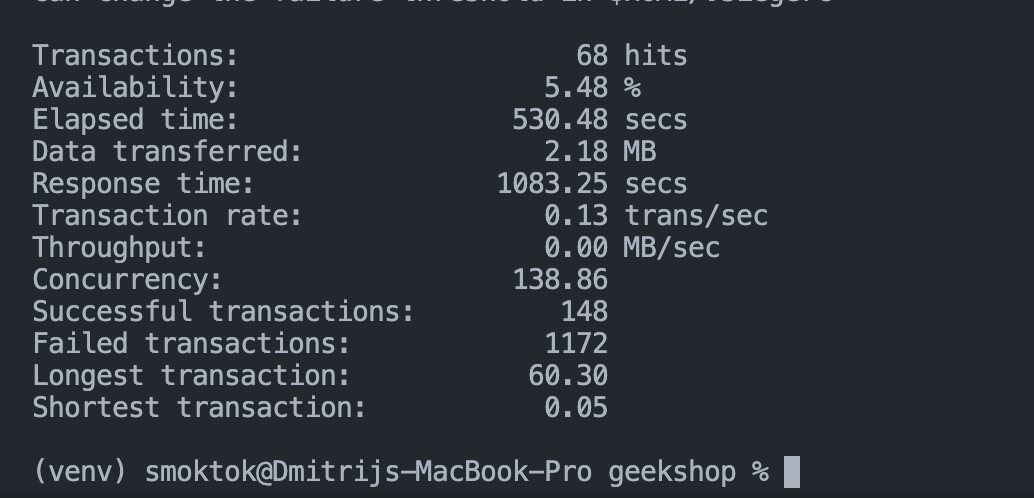 Transactions: 68 hits
Availability: 5.48 %
Elapsed time: 530.48 secs
Data transferred: 2.18 MB
Response time: 1083.25 secs
Transaction rate: 0.13 trans/sec
Throughput: 0.00 MB/sec
Concurrency: 138.86
Successful transactions: 148
Failed transactions: 1172
Longest transaction: 60.30
Shortest transaction: 0.05
(venv) smoktok@Dmitrijs-MacBook-Pro geekshop %